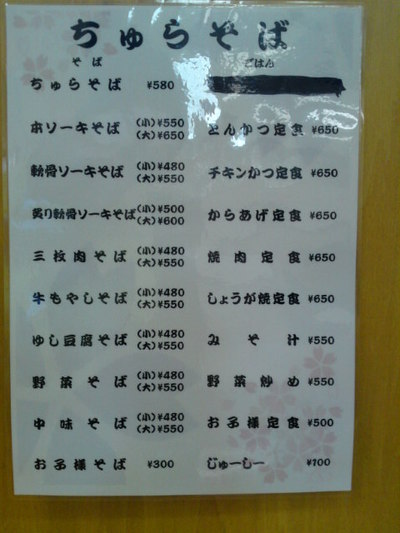 ちゅらそば
そば
ちゅらそば ¥580
本ソーキそば (小)¥550
(大)¥650
軟骨ソーキそば (小)¥480
(大)¥550
炙り軟骨ソーキそば (小)¥500
(大)¥600
三枚肉そば (小)¥480
(大)¥550
牛もやしそば (小)¥480
(大)¥550
ゆし豆腐そば (小)¥480
(大)¥550
野菜そば (小)¥480
(大)¥550
中味そば (小)¥480
(大)¥550
お子様そば ¥300
ごはん
とんかつ定食 ¥650
チキンかつ定食 ¥650
からあげ定食 ¥650
焼肉定食 ¥650
しょうが焼定食 ¥650
みそ汁 ¥550
野菜炒め ¥550
お子様定食 ¥500
じゅーしー ¥100